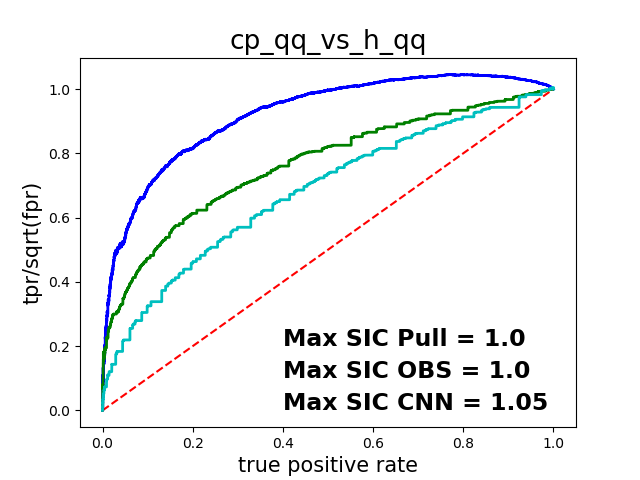 cp_qq_vs_h_qq
tpr/sqrt(fpr)
1.0
0.8
0.6
0.4
0.2
0.0
Max SIC Pull = 1.0
Max SIC OBS = 1.0
Max SIC CNN = 1.05
0.0 0.2 0.4 0.6 0.8 1.0
true positive rate